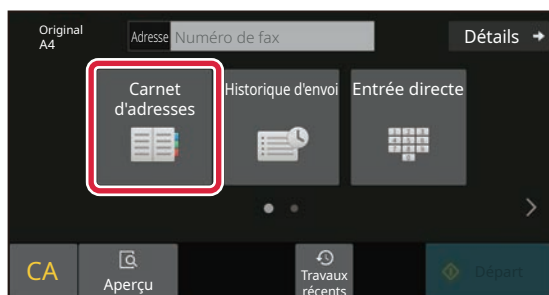 Original
A4
Adresse
Numéro de fax
Détails
Carnet
d'adresses
Historique d'envoi
Entrée directe
CA
Aperçu
Travaux
récents
Départ